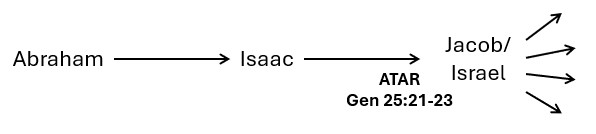 Abraham
Isaac
Jacob/
Israel
ATAR
Gen 25:21-23